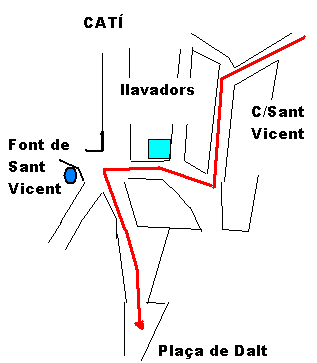 CATÍ
llavadors
C/Sant
Vicent
Font de
Sant
Vicent
Plaça de Dalt